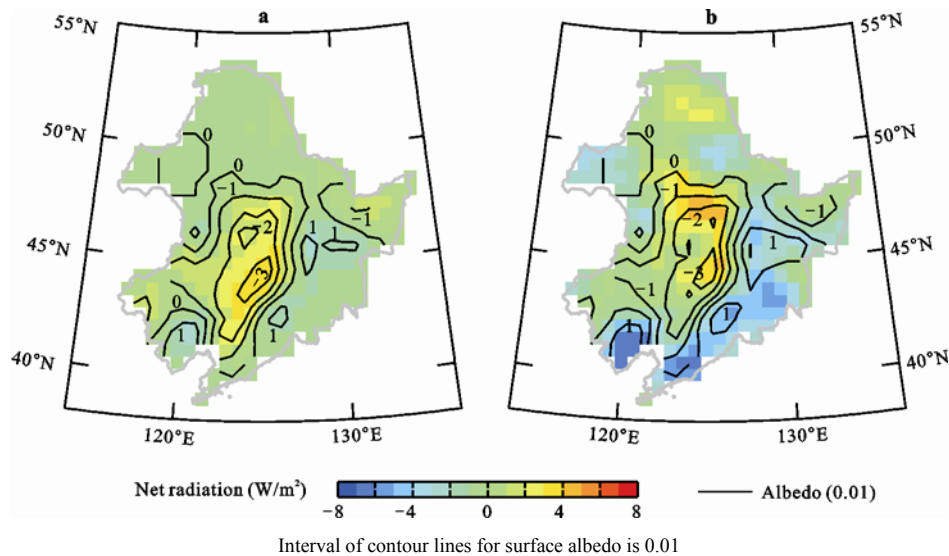 a b
55°N 55°N
0 0
50°N 50°N
0 0
−1 −1
−1 −1
−2 1 1 −2 1
45°N 45°N
−3 −3
−1
0 1
1 1 1
40°N 40°N
120°E 130°E 120°E 130°E
Net radiation (W/m²) −8 −4 0 4 8 Albedo (0.01)
Interval of contour lines for surface albedo is 0.01